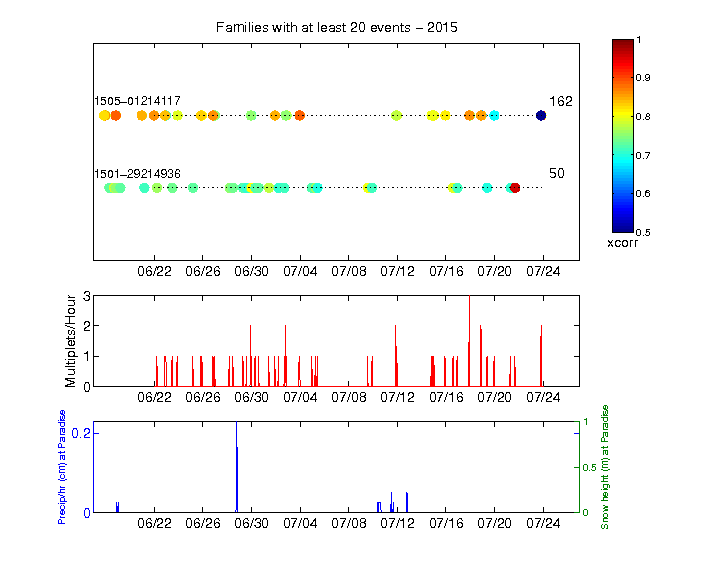 Families with at least 20 events − 2015
1505−01214117
162
1501−29214936
50
06/22 06/26 06/30 07/04 07/08 07/12 07/16 07/20 07/24
1
0.9
0.8
0.7
0.6
0.5
xcorr
Multiplets/Hour
3
2
1
0
06/22 06/26 06/30 07/04 07/08 07/12 07/16 07/20 07/24
Precip/hr (cm) at Paradise
0.2
0
1
0.5
0
Snow height (m) at Paradise
06/22 06/26 06/30 07/04 07/08 07/12 07/16 07/20 07/24